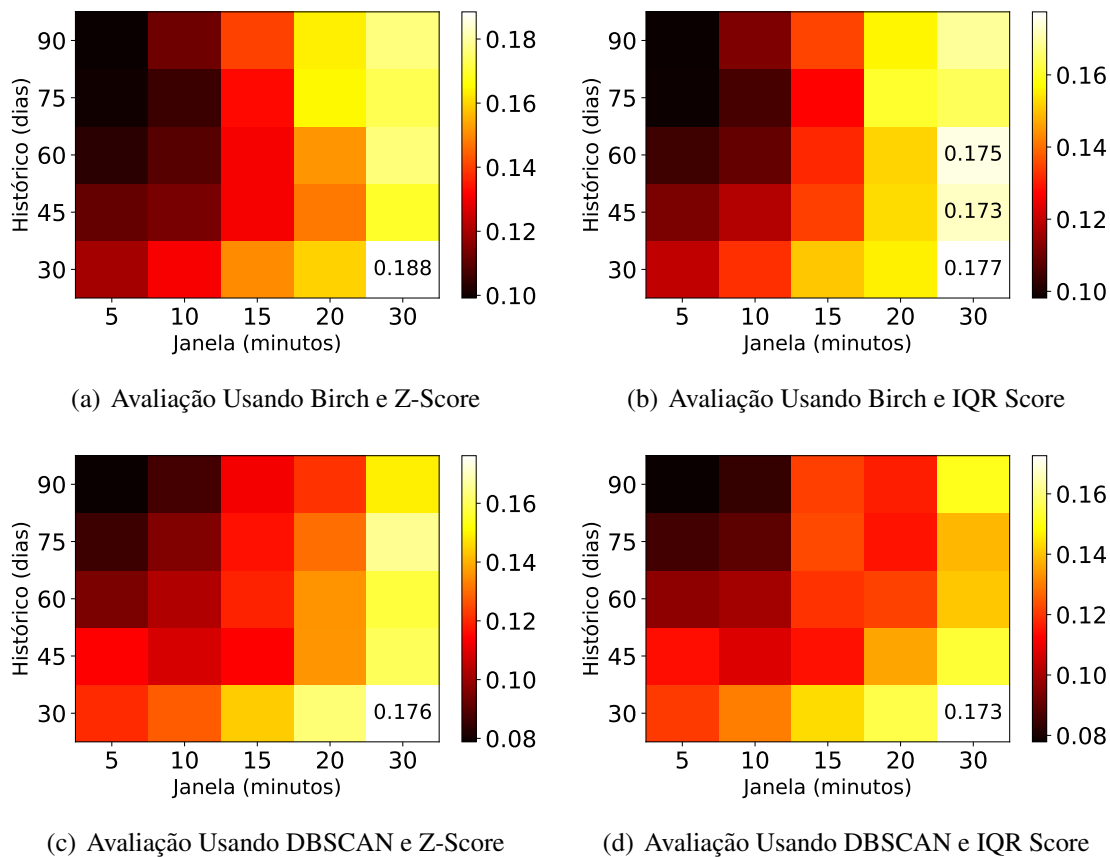 90
75
60
45
30
Histórico (dias)
0.188
5 10 15 20 30
Janela (minutos)
0.18
0.16
0.14
0.12
0.10
(a) Avaliação Usando Birch e Z-Score
90
75
60
45
30
Histórico (dias)
0.175
0.173
0.177
5 10 15 20 30
Janela (minutos)
0.16
0.14
0.12
0.10
(b) Avaliação Usando Birch e IQR Score
90
75
60
45
30
Histórico (dias)
0.176
5 10 15 20 30
Janela (minutos)
0.16
0.14
0.12
0.10
0.08
(c) Avaliação Usando DBSCAN e Z-Score
90
75
60
45
30
Histórico (dias)
0.173
5 10 15 20 30
Janela (minutos)
0.16
0.14
0.12
0.10
0.08
(d) Avaliação Usando DBSCAN e IQR Score